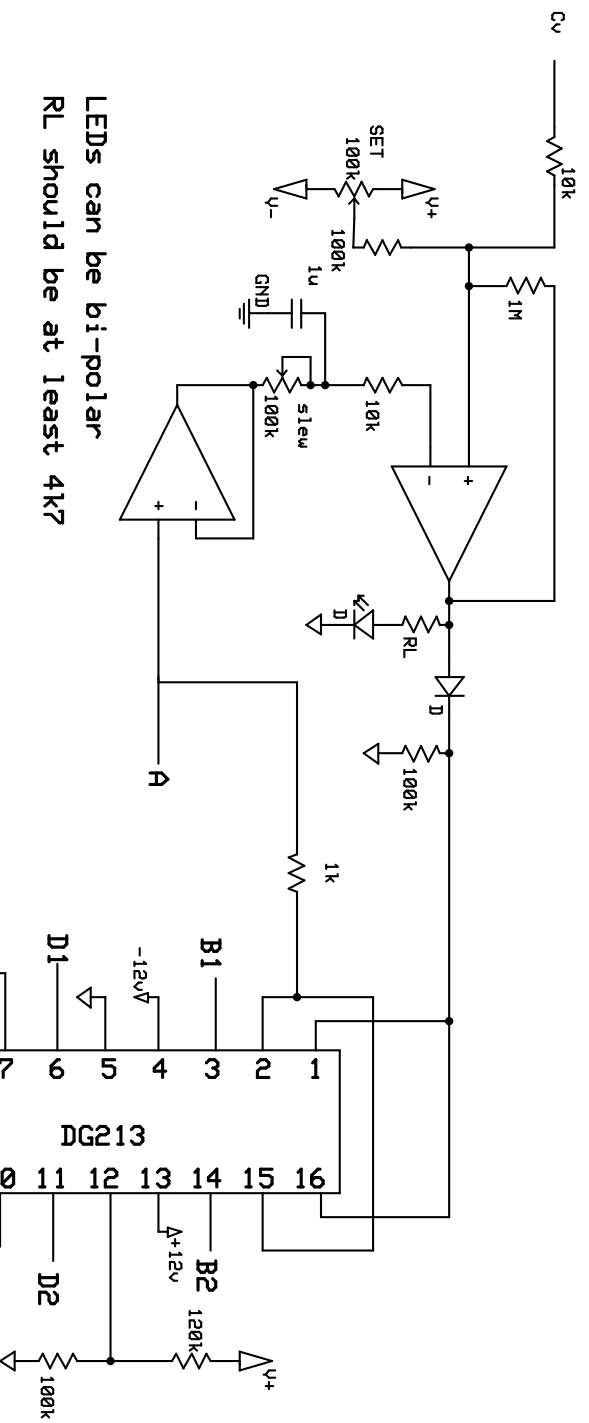 Cv
10k
SET
100k
V+
V-
100k
1M
1u
GND
slew
100k
10k
-
+
+
-
LEDs can be bi-polar
RL should be at least 4k7
D
RL
D
100k
A
1k
D1
-12v
B1
7 6 5 4 3 2 1
DG213
0 11 12 13 14 15 16
D2
+12v
B2
120k
V+
100k